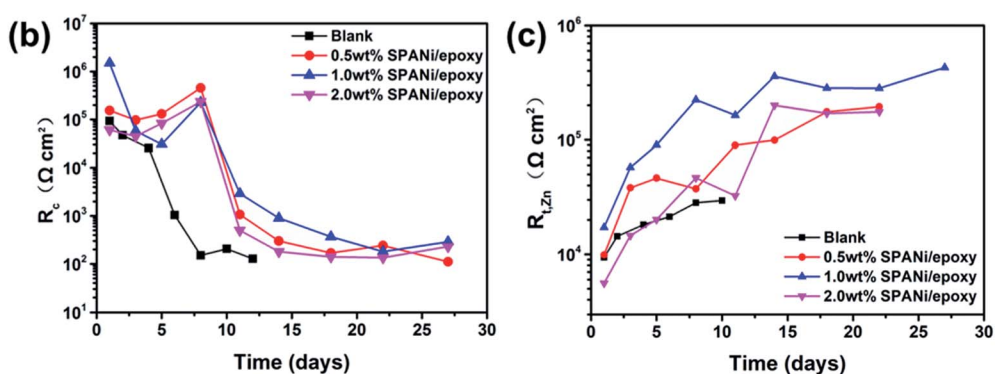 (b)
10^7
10^6
10^5
10^4
10^3
10^2
10^1
R_c (Ω cm²)
Blank
0.5wt% SPANi/epoxy
1.0wt% SPANi/epoxy
2.0wt% SPANi/epoxy
0 5 10 15 20 25 30
Time (days)
(c)
10^6
10^5
10^4
R_t,Zn (Ω cm²)
Blank
0.5wt% SPANi/epoxy
1.0wt% SPANi/epoxy
2.0wt% SPANi/epoxy
0 5 10 15 20 25 30
Time (days)